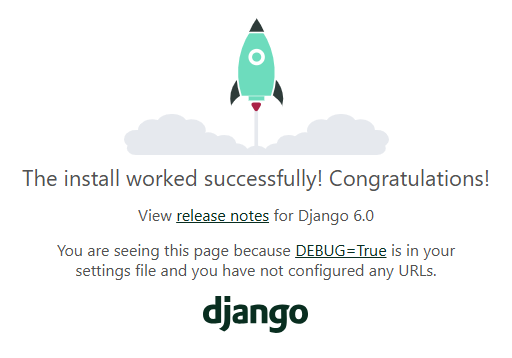 The install worked successfully! Congratulations!
View release notes for Django 6.0
You are seeing this page because DEBUG=True is in your
settings file and you have not configured any URLs.
django